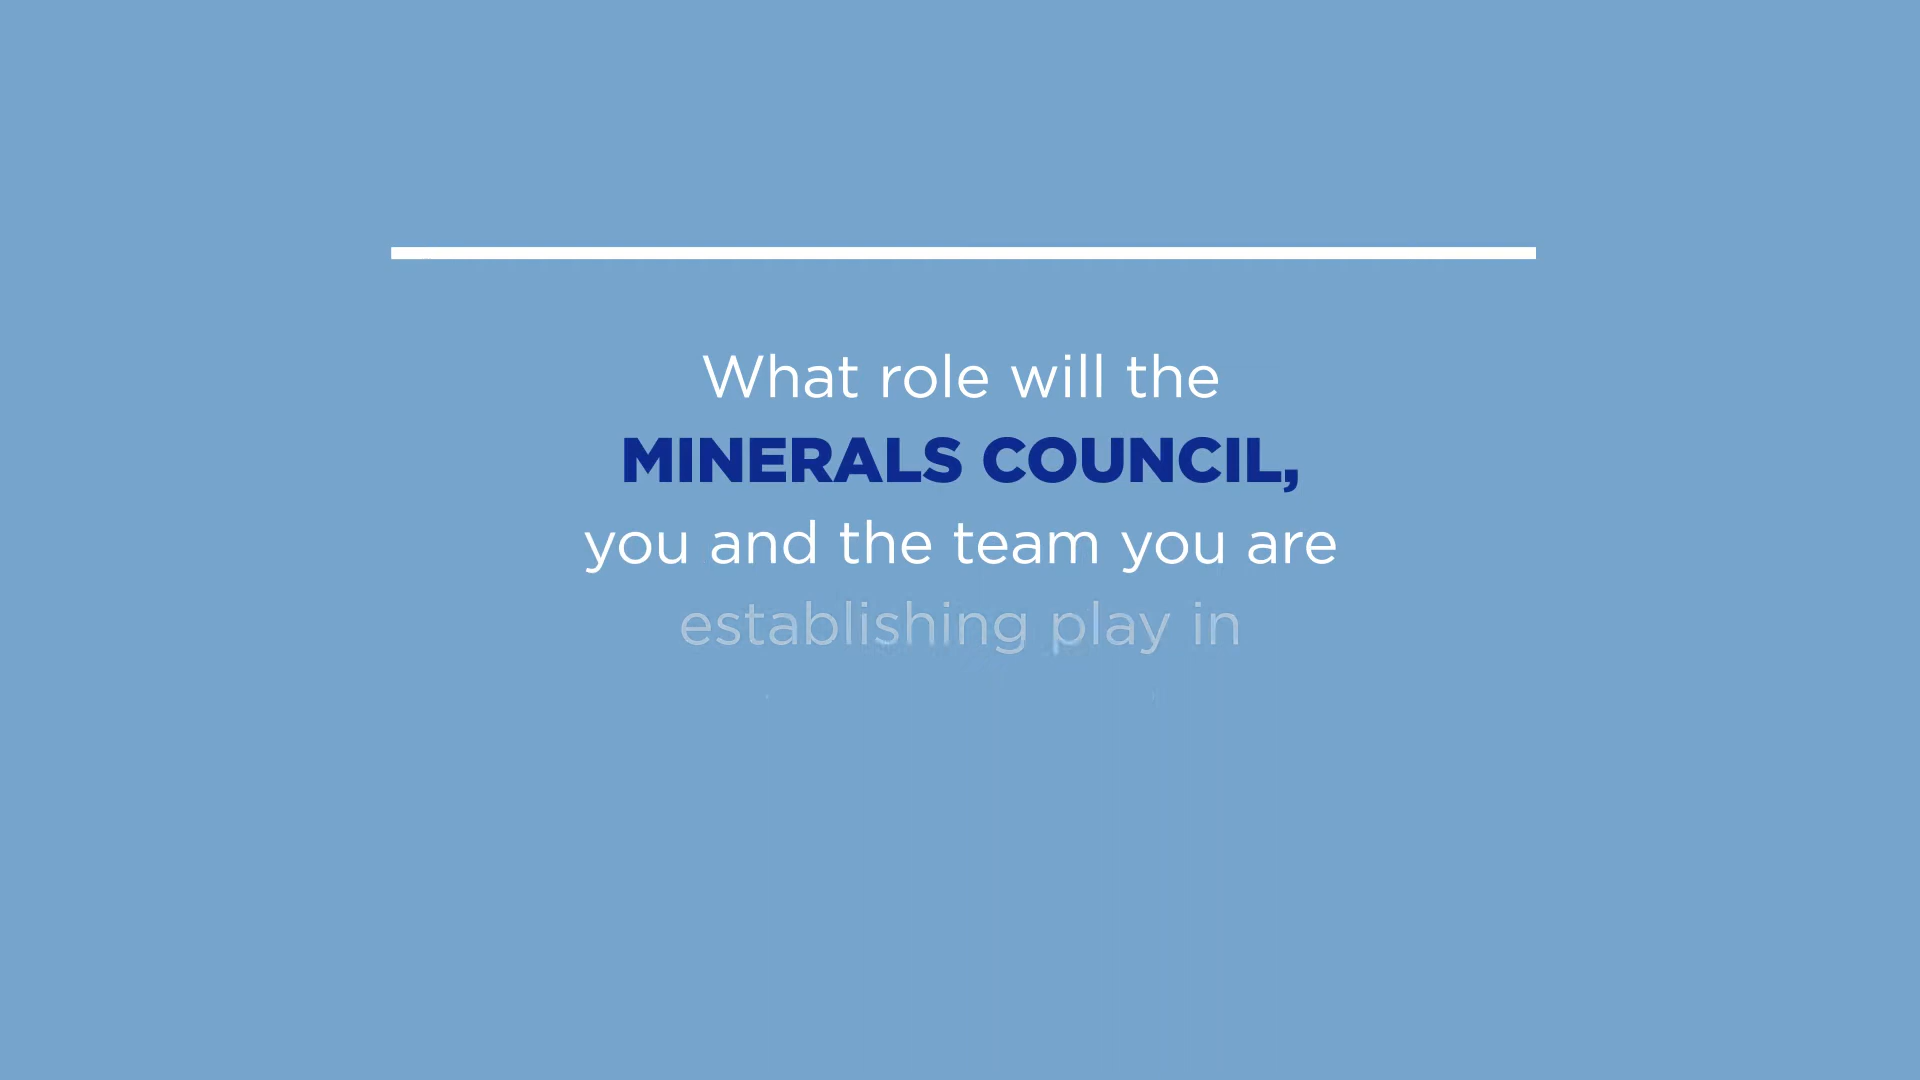 What role will the
MINERALS COUNCIL,
you and the team you are
establishing play in